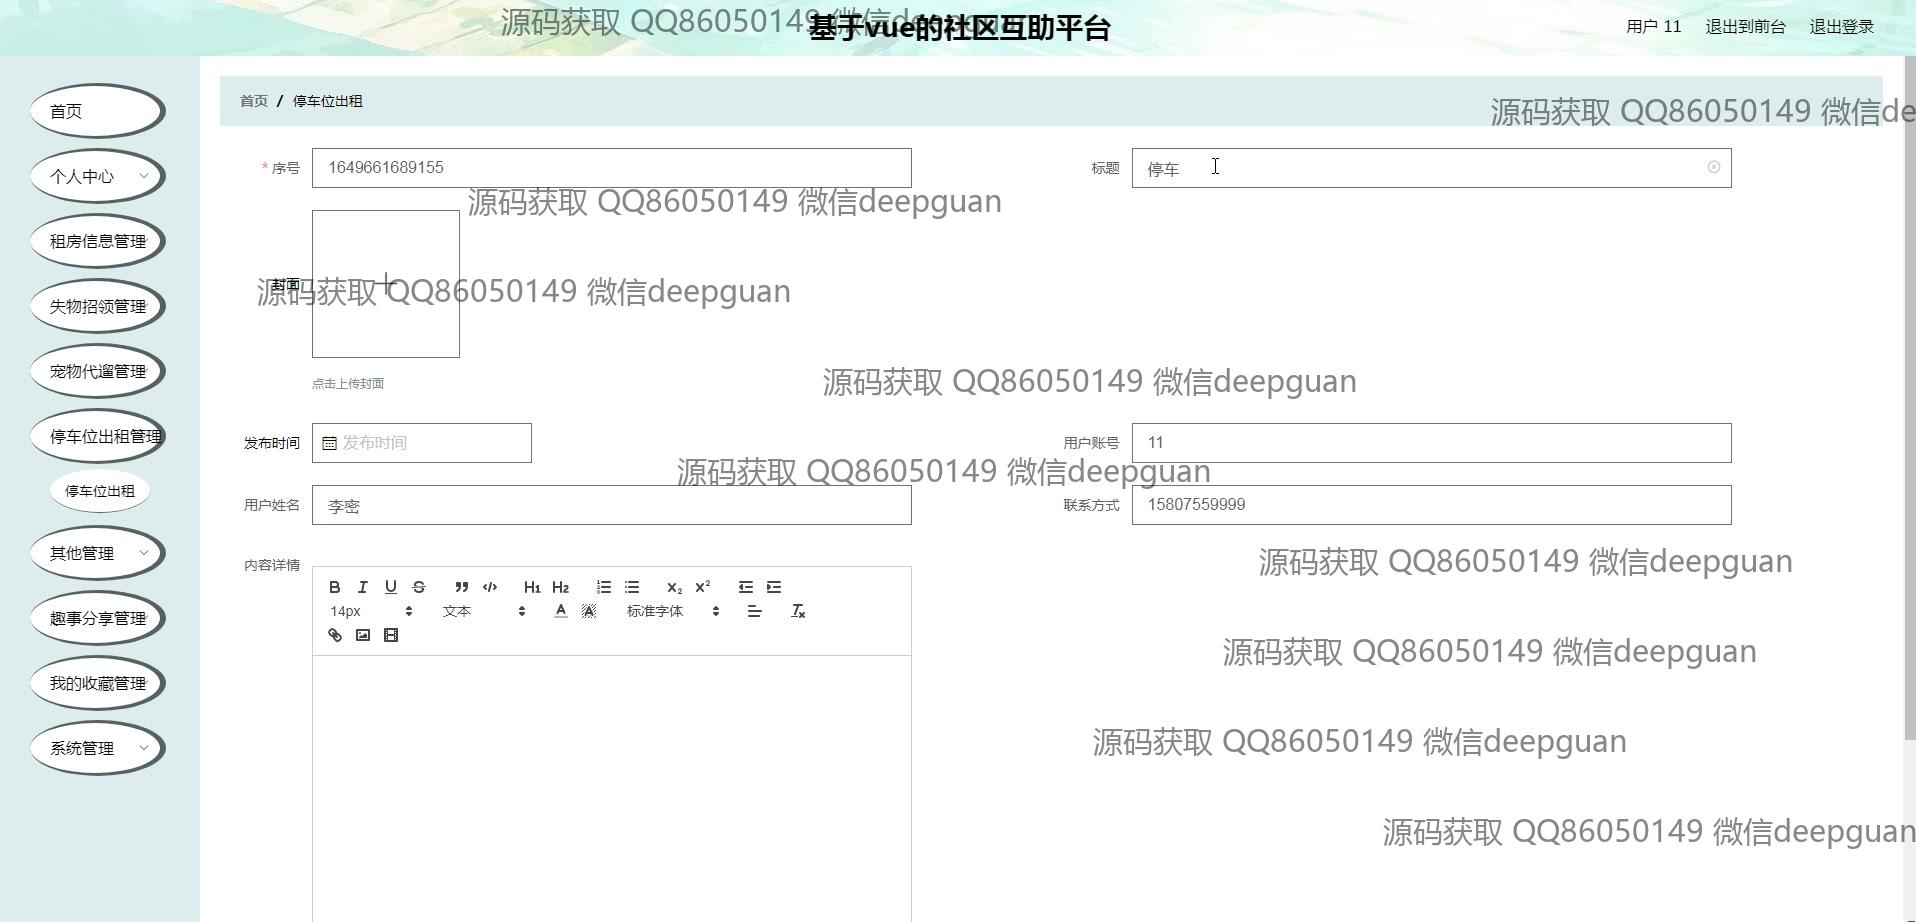 源码获取 QQ86050149 微信deepguan
基于vue的社区互助平台
用户 11 退出到前台 退出登录
首页
个人中心
租房信息管理
失物招领管理
宠物代遛管理
停车位出租管理
停车位出租
其他管理
趣事分享管理
我的收藏管理
系统管理
首页 / 停车位出租
源码获取 QQ86050149 微信de
* 序号 1649661689155
标题 停车
源码获取 QQ86050149 微信deepguan
封面
源码获取 QQ86050149 微信deepguan
点击上传封面
源码获取 QQ86050149 微信deepguan
发布时间 发布时间
用户账号 11
源码获取 QQ86050149 微信deepguan
用户姓名 李密
联系方式 15807559999
源码获取 QQ86050149 微信deepguan
内容详情
B I U S ” </> H1 H2 X2 X2
14px 文本 A A 标准字体 Tx
源码获取 QQ86050149 微信deepguan
源码获取 QQ86050149 微信deepguan
源码获取 QQ86050149 微信deepguan